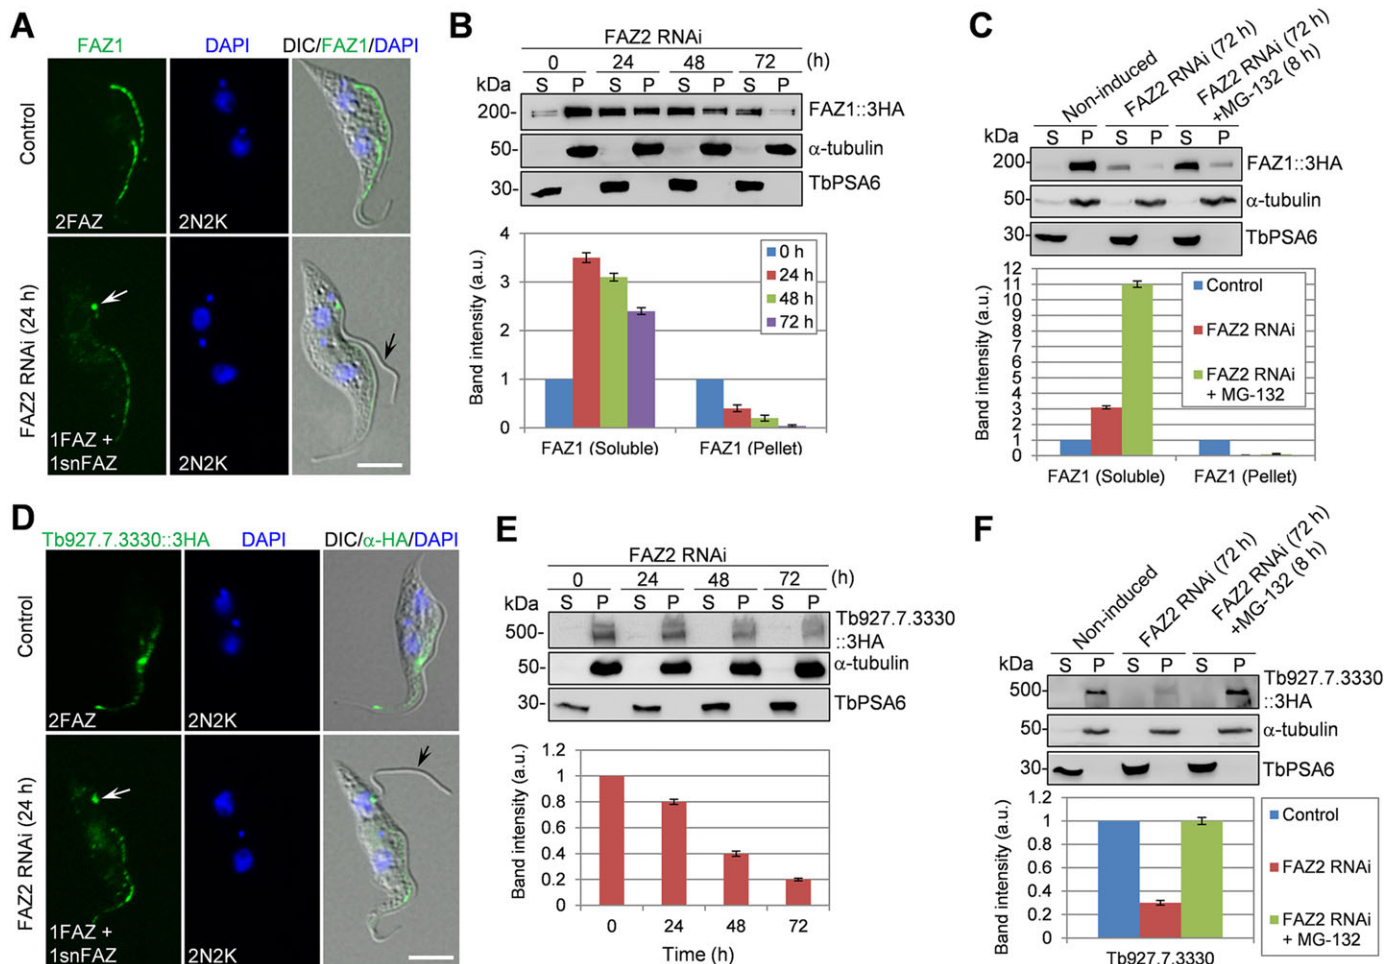 A
FAZ1 DAPI DIC/FAZ1/DAPI
Control
2FAZ 2N2K
FAZ2 RNAi (24 h)
1FAZ +
1snFAZ 2N2K
B
FAZ2 RNAi
0 24 48 72 (h)
kDa S P S P S P S P
200- FAZ1::3HA
50- α-tubulin
30- TbPSA6
Band intensity (a.u.)
4
3
2
1
0
0 h
24 h
48 h
72 h
FAZ1 (Soluble) FAZ1 (Pellet)
C
Non-induced
FAZ2 RNAi (72 h)
FAZ2 RNAi (72 h)
+MG-132 (8 h)
kDa S P S P S P
200- FAZ1::3HA
50- α-tubulin
30- TbPSA6
Band intensity (a.u.)
12
11
10
9
8
7
6
5
4
3
2
1
0
Control
FAZ2 RNAi
FAZ2 RNAi
+ MG-132
FAZ1 (Soluble) FAZ1 (Pellet)
D
Tb927.7.3330::3HA DAPI DIC/α-HA/DAPI
Control
2FAZ 2N2K
FAZ2 RNAi (24 h)
1FAZ +
1snFAZ 2N2K
E
FAZ2 RNAi
0 24 48 72 (h)
kDa S P S P S P S P
500- Tb927.7.3330
::3HA
50- α-tubulin
30- TbPSA6
Band intensity (a.u.)
1.2
1
0.8
0.6
0.4
0.2
0
0 24 48 72
Time (h)
F
Non-induced
FAZ2 RNAi (72 h)
FAZ2 RNAi (72 h)
+MG-132 (8 h)
kDa S P S P S P
500- Tb927.7.3330
::3HA
50- α-tubulin
30- TbPSA6
Band intensity (a.u.)
1.2
1
0.8
0.6
0.4
0.2
0
Control
FAZ2 RNAi
FAZ2 RNAi
+ MG-132
Tb927.7.3330